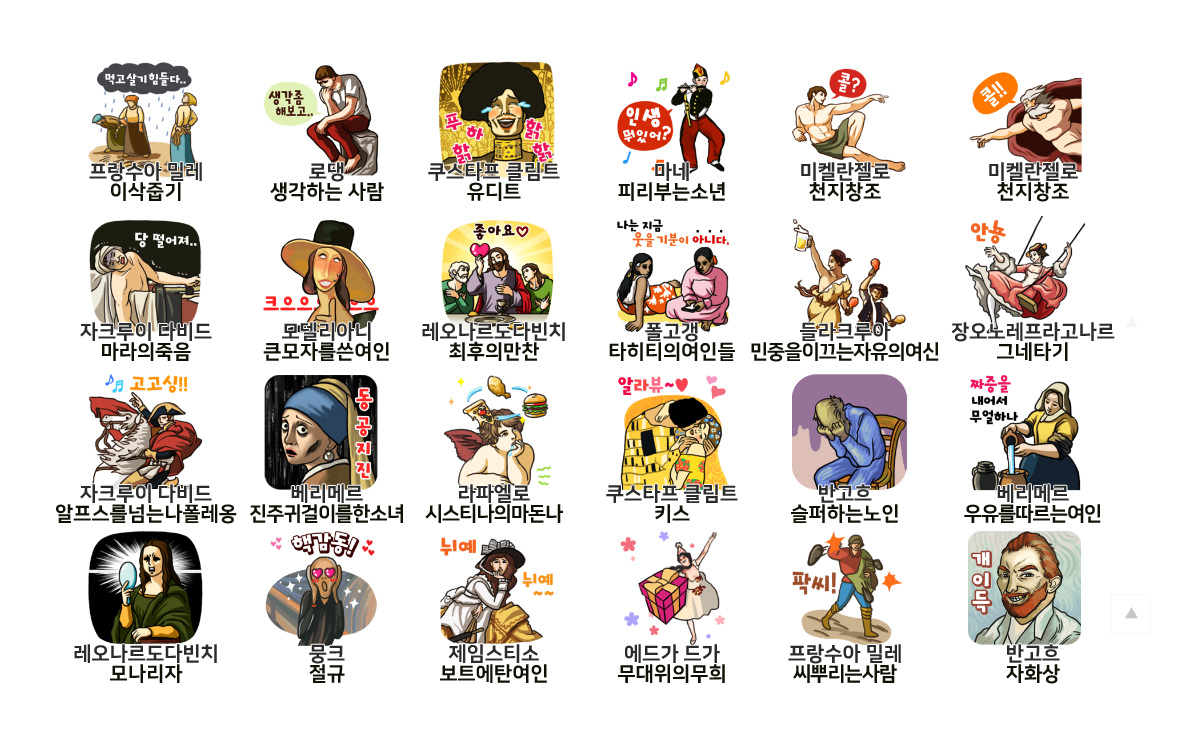 먹고살기힘들다..
프랑수아 밀레
이삭줍기
생각좀
해보고..
로댕
생각하는 사람
푸하
핡핡
핡
쿠스타프 클림트
유디트
인생
뭐있어?
마네
피리부는소년
콜?
미켈란젤로
천지창조
콜!!
미켈란젤로
천지창조
당 떨어져..
자크루이 다비드
마라의죽음
크으으 으으으
모델리아니
큰모자를쓴여인
좋아요♡
레오나르도다빈치
최후의만찬
나는 지금
웃을 기분이 아니다.
폴고갱
타히티의여인들
들라크루아
민중을이끄는자유의여신
안뇽
장오노레프라고나르
그네타기
고고싱!!
자크루이 다비드
알프스를넘는나폴레옹
동공지진
베리메르
진주귀걸이를한소녀
라파엘로
시스티나의마돈나
알라뷰~♥
쿠스타프 클림트
키스
반고흐
슬퍼하는노인
짜증을
내어서
무얼하나
베리메르
우유를따르는여인
레오나르도다빈치
모나리자
핵감동!
뭉크
절규
뉘예
뉘예
~~
제임스티소
보트에탄여인
에드가 드가
무대위의무희
팍씨!
프랑수아 밀레
씨뿌리는사람
개이득
반고흐
자화상